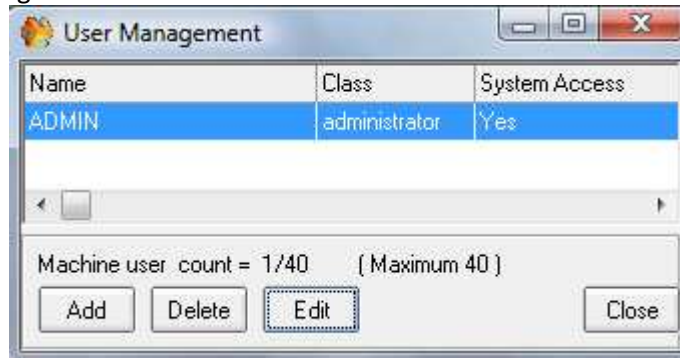 User Management
Name Class System Access
ADMIN administrator Yes
Machine user count = 1/40 ( Maximum 40 )
Add Delete Edit Close